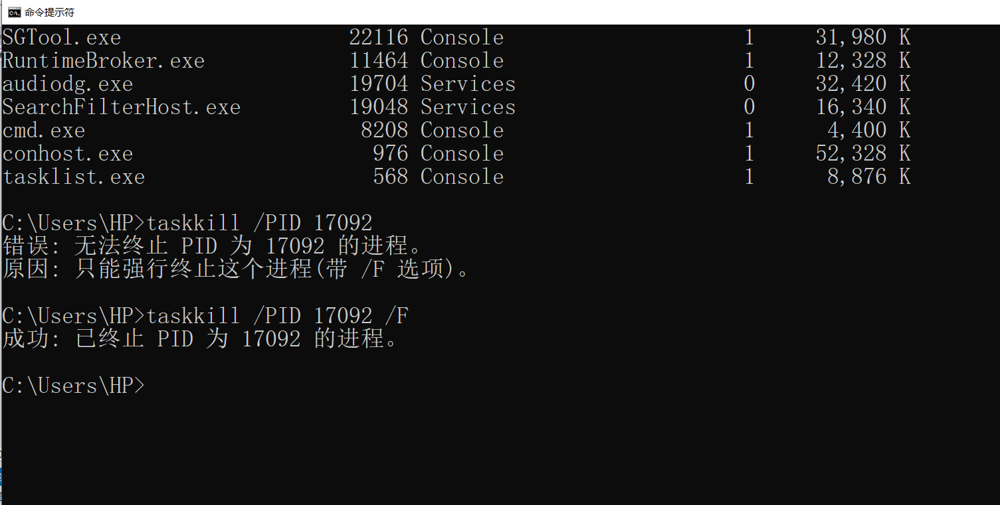 命令提示符
SGTool.exe 22116 Console 1 31,980 K
RuntimeBroker.exe 11464 Console 1 12,328 K
audiodg.exe 19704 Services 0 32,420 K
SearchFilterHost.exe 19048 Services 0 16,340 K
cmd.exe 8208 Console 1 4,400 K
conhost.exe 976 Console 1 52,328 K
tasklist.exe 568 Console 1 8,876 K
C:\Users\HP>taskkill /PID 17092
错误: 无法终止 PID 为 17092 的进程。
原因: 只能强行终止这个进程(带 /F 选项)。
C:\Users\HP>taskkill /PID 17092 /F
成功: 已终止 PID 为 17092 的进程。
C:\Users\HP>